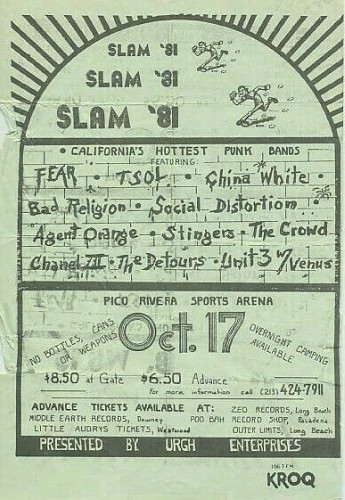 SLAM '81
SLAM '81
SLAM '81
• CALIFORNIA'S HOTTEST PUNK BANDS
FEATURING:
FEAR • TSOL • China White •
Bad Religion • Social Distortion •
Agent Orange • Stingers • The Crowd
Chanel III • The Detours • Unit 3 w/ Venus
PICO RIVERA SPORTS ARENA
NO BOTTLES, CANS OR WEAPONS
Oct. 17
OVERNIGHT CAMPING AVAILABLE
$8.50 at Gate $6.50 Advance
for more information call (213) 424-7911
ADVANCE TICKETS AVAILABLE AT: ZED RECORDS, Long Beach
MIDDLE EARTH RECORDS, Downey POO BAH RECORD SHOP, Pasadena
LITTLE AUDRYS TICKETS, Westwood OUTER LIMITS, Long Beach
PRESENTED BY URGH ENTERPRISES
106.7 FM
KROQ